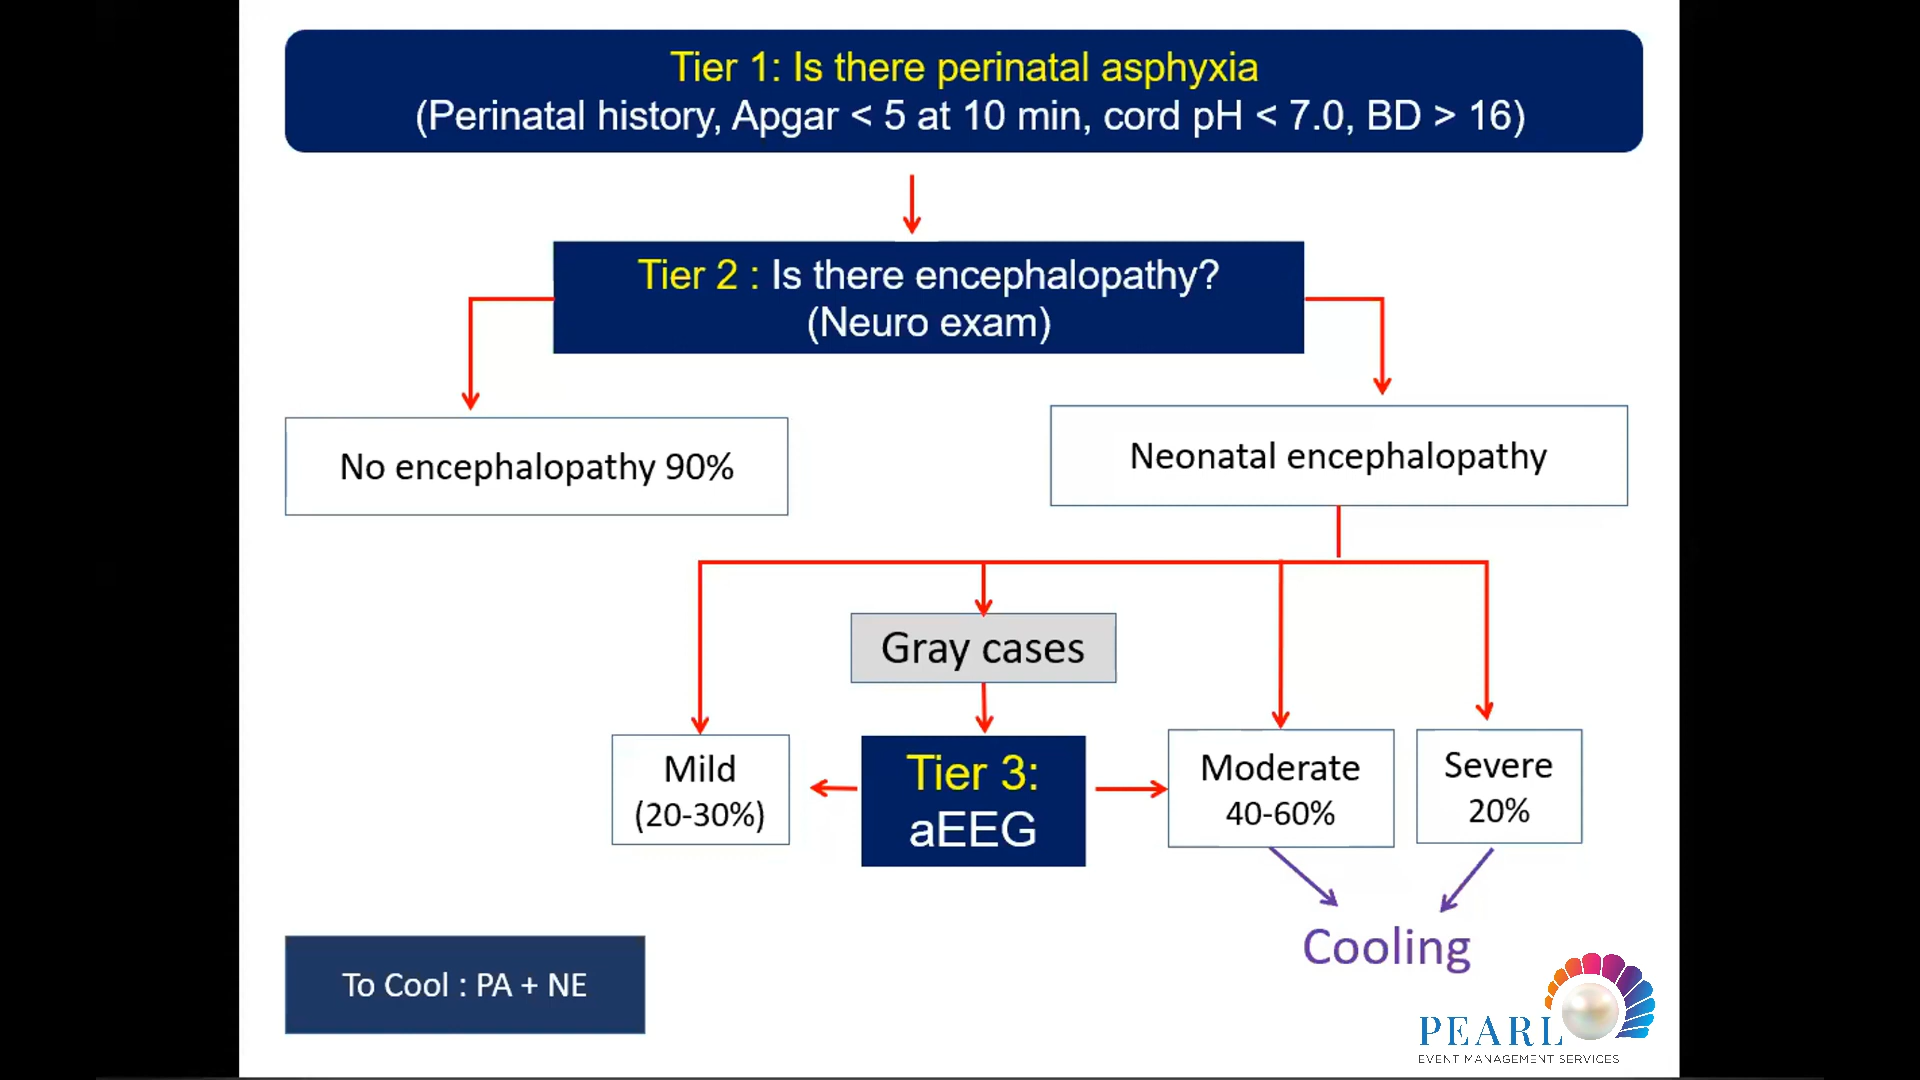 Tier 1: Is there perinatal asphyxia
(Perinatal history, Apgar < 5 at 10 min, cord pH < 7.0, BD > 16)
Tier 2 : Is there encephalopathy?
(Neuro exam)
No encephalopathy 90%
Neonatal encephalopathy
Gray cases
Mild
(20-30%)
Tier 3:
aEEG
Moderate
40-60%
Severe
20%
Cooling
To Cool : PA + NE
PEARL
EVENT MANAGEMENT SERVICES